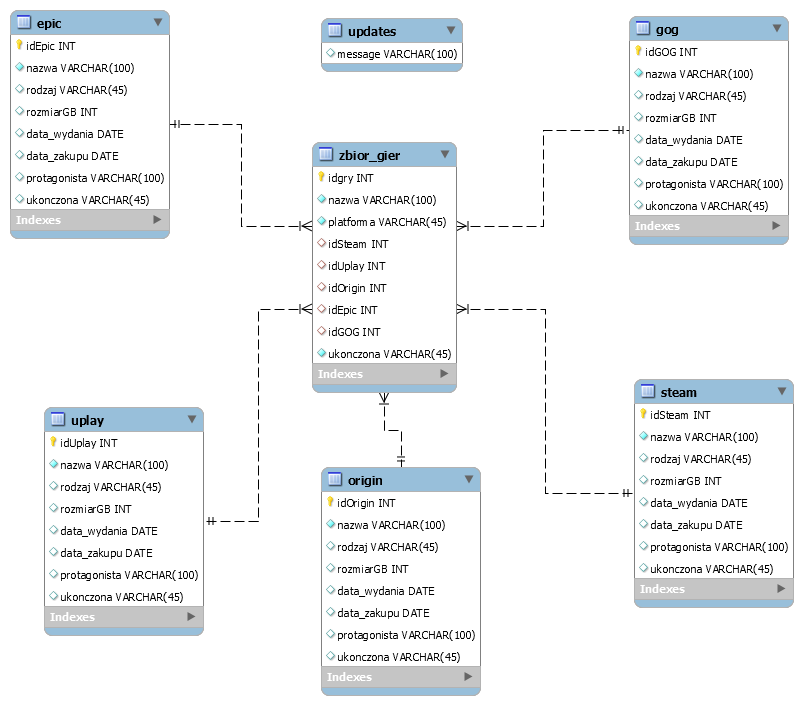 epic
idEpic INT
nazwa VARCHAR(100)
rodzaj VARCHAR(45)
rozmiarGB INT
data_wydania DATE
data_zakupu DATE
protagonista VARCHAR(100)
ukonczona VARCHAR(45)
Indexes
updates
message VARCHAR(100)
gog
idGOG INT
nazwa VARCHAR(100)
rodzaj VARCHAR(45)
rozmiarGB INT
data_wydania DATE
data_zakupu DATE
protagonista VARCHAR(100)
ukonczona VARCHAR(45)
Indexes
zbior_gier
idgry INT
nazwa VARCHAR(100)
platforma VARCHAR(45)
idSteam INT
idUplay INT
idOrigin INT
idEpic INT
idGOG INT
ukonczona VARCHAR(45)
Indexes
uplay
idUplay INT
nazwa VARCHAR(100)
rodzaj VARCHAR(45)
rozmiarGB INT
data_wydania DATE
data_zakupu DATE
protagonista VARCHAR(100)
ukonczona VARCHAR(45)
Indexes
origin
idOrigin INT
nazwa VARCHAR(100)
rodzaj VARCHAR(45)
rozmiarGB INT
data_wydania DATE
data_zakupu DATE
protagonista VARCHAR(100)
ukonczona VARCHAR(45)
Indexes
steam
idSteam INT
nazwa VARCHAR(100)
rodzaj VARCHAR(45)
rozmiarGB INT
data_wydania DATE
data_zakupu DATE
protagonista VARCHAR(100)
ukonczona VARCHAR(45)
Indexes